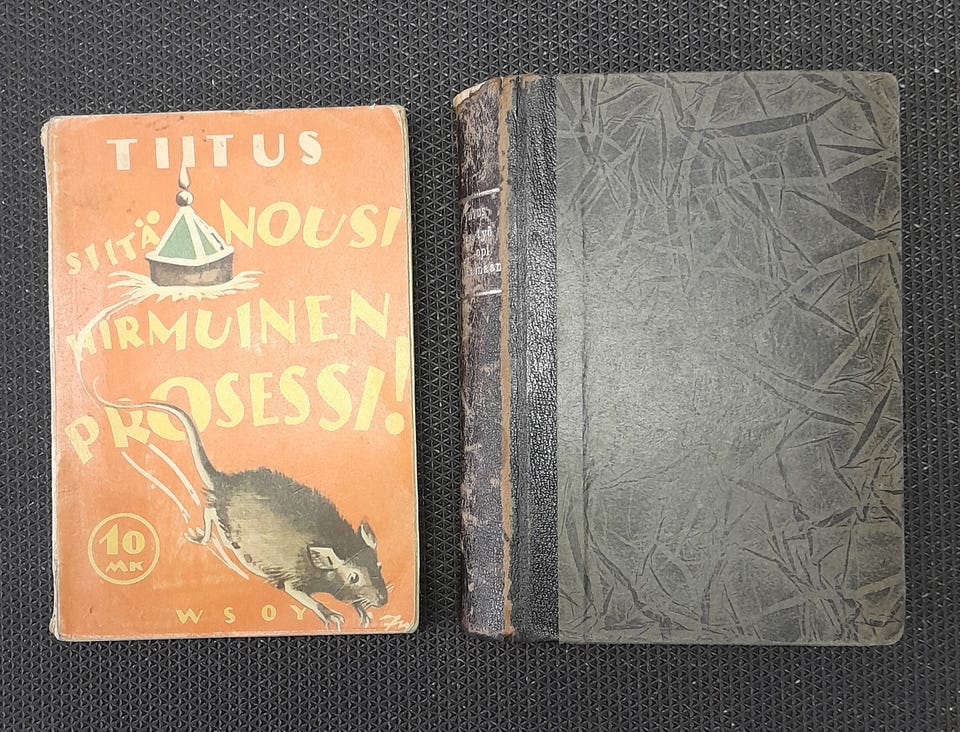 TIITUS
SIITÄ NOUSI
HIRMUINEN
PROSESSI!
10
MK
WSOY